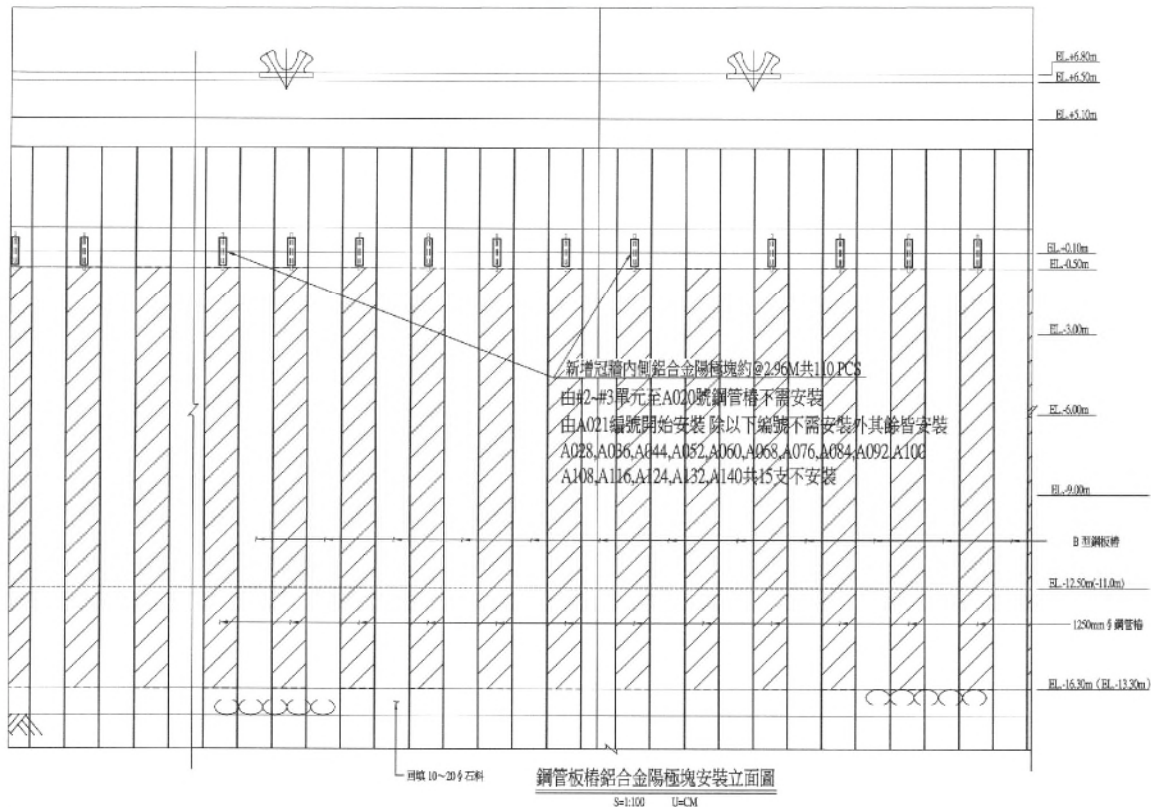 EL.+6.80m
EL.+6.50m
EL.+5.10m
EL.-0.10m
EL.-0.50m
EL.-3.00m
新增冠牆內側鋁合金陽極塊約@2.96M共110 PCS
由#2~#3單元至A020號鋼管樁不需安裝
由A021編號開始安裝 除以下編號不需安裝外其餘皆安裝
A028,A036,A044,A052,A060,A068,A076,A084,A092,A100
A108,A116,A124,A132,A140共15支不安裝
EL.-6.00m
EL.-9.00m
B 型鋼板樁
EL.-12.50m(-11.0m)
1250mm ϕ 鋼管樁
EL.-16.30m (EL.-13.30m)
回填 10~20 ϕ 石料
鋼管板樁鋁合金陽極塊安裝立面圖
S=1:100 U=CM